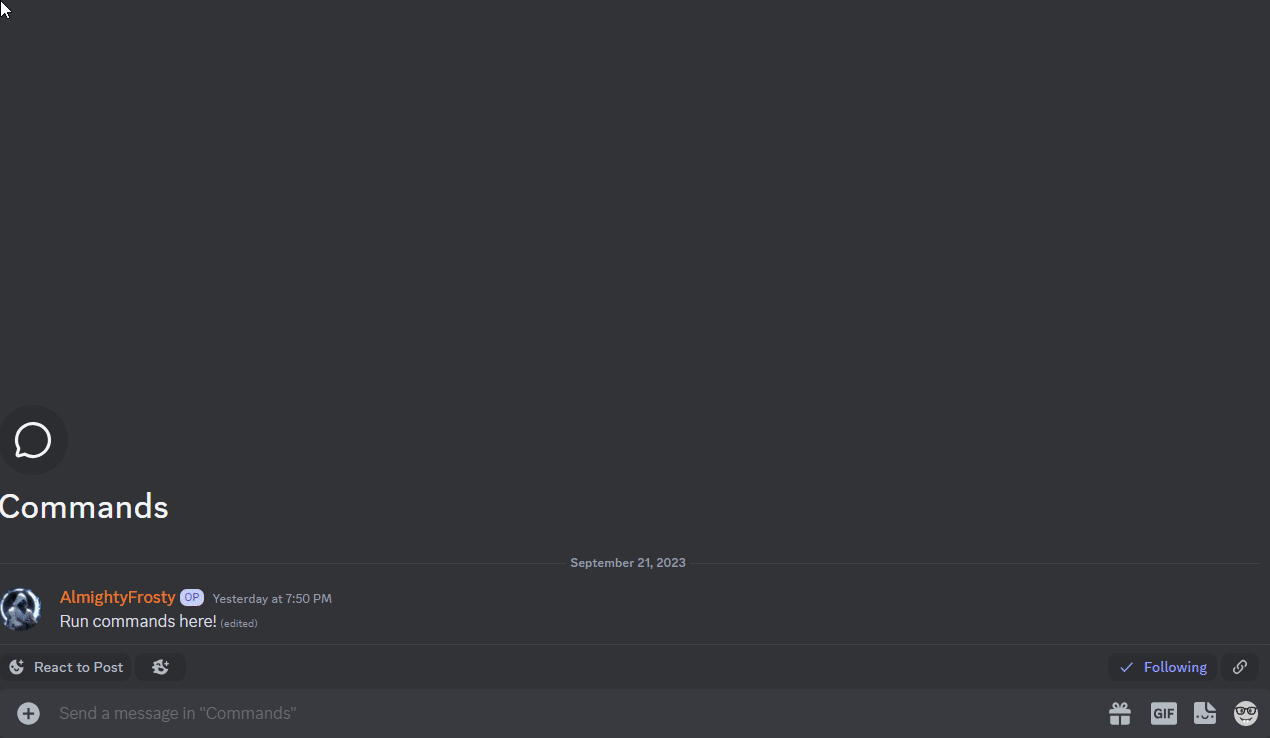 Commands
September 21, 2023
AlmightyFrosty OP Yesterday at 7:50 PM
Run commands here! (edited)
React to Post
Following
Send a message in "Commands"
GIF